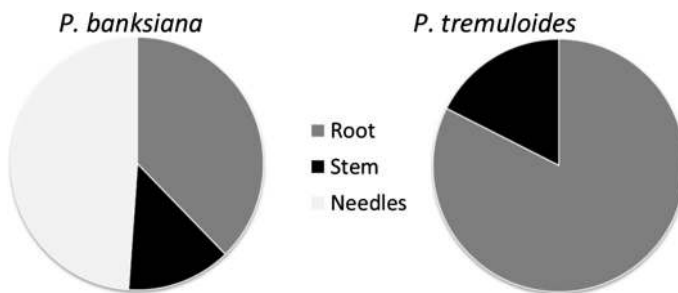 P. banksiana
P. tremuloides
Root
Stem
Needles